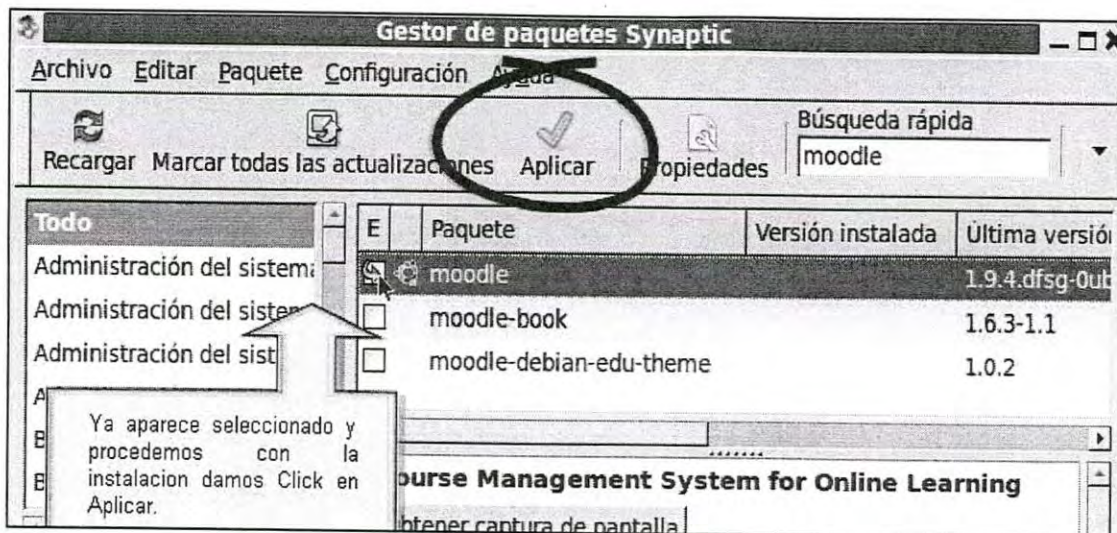 Gestor de paquetes Synaptic
Archivo Editar Paquete Configuración Ayuda
Recargar Marcar todas las actualizaciones Aplicar Propiedades
Búsqueda rápida
moodle
Todo
Administración del sistema
Administración del sistem
Administración del sist
A
B
B
E Paquete Versión instalada Última versión
moodle 1.9.4.dfsg-0ub
moodle-book 1.6.3-1.1
moodle-debian-edu-theme 1.0.2
Ya aparece seleccionado y
procedemos con la
instalacion damos Click en
Aplicar.
ourse Management System for Online Learning
btener captura de pantalla